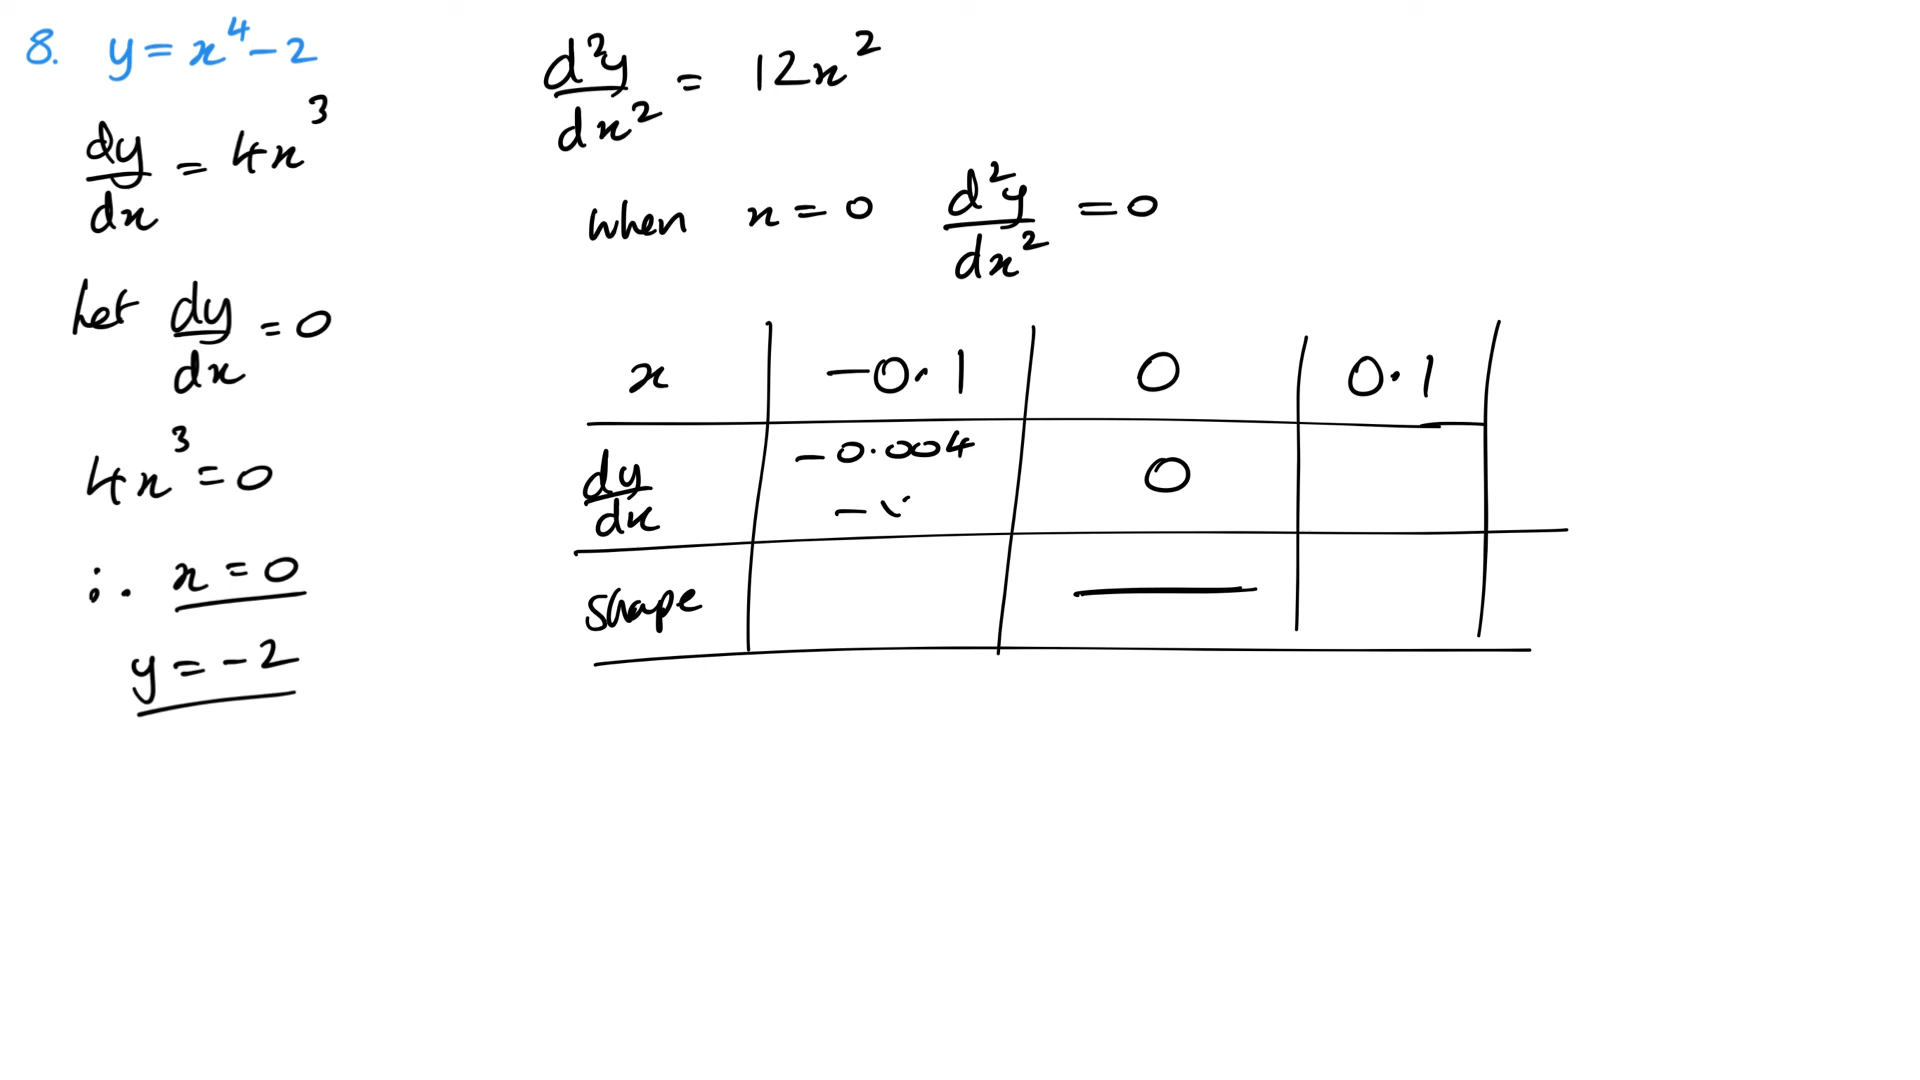 8. y = x⁴ - 2
dy/dx = 4x³
Let dy/dx = 0
4x³ = 0
∴ x = 0
y = -2
d²y/dx² = 12x²
when x = 0 d²y/dx² = 0
x | -0.1 | 0 | 0.1
dy/dx | -0.004 | 0 |
shape